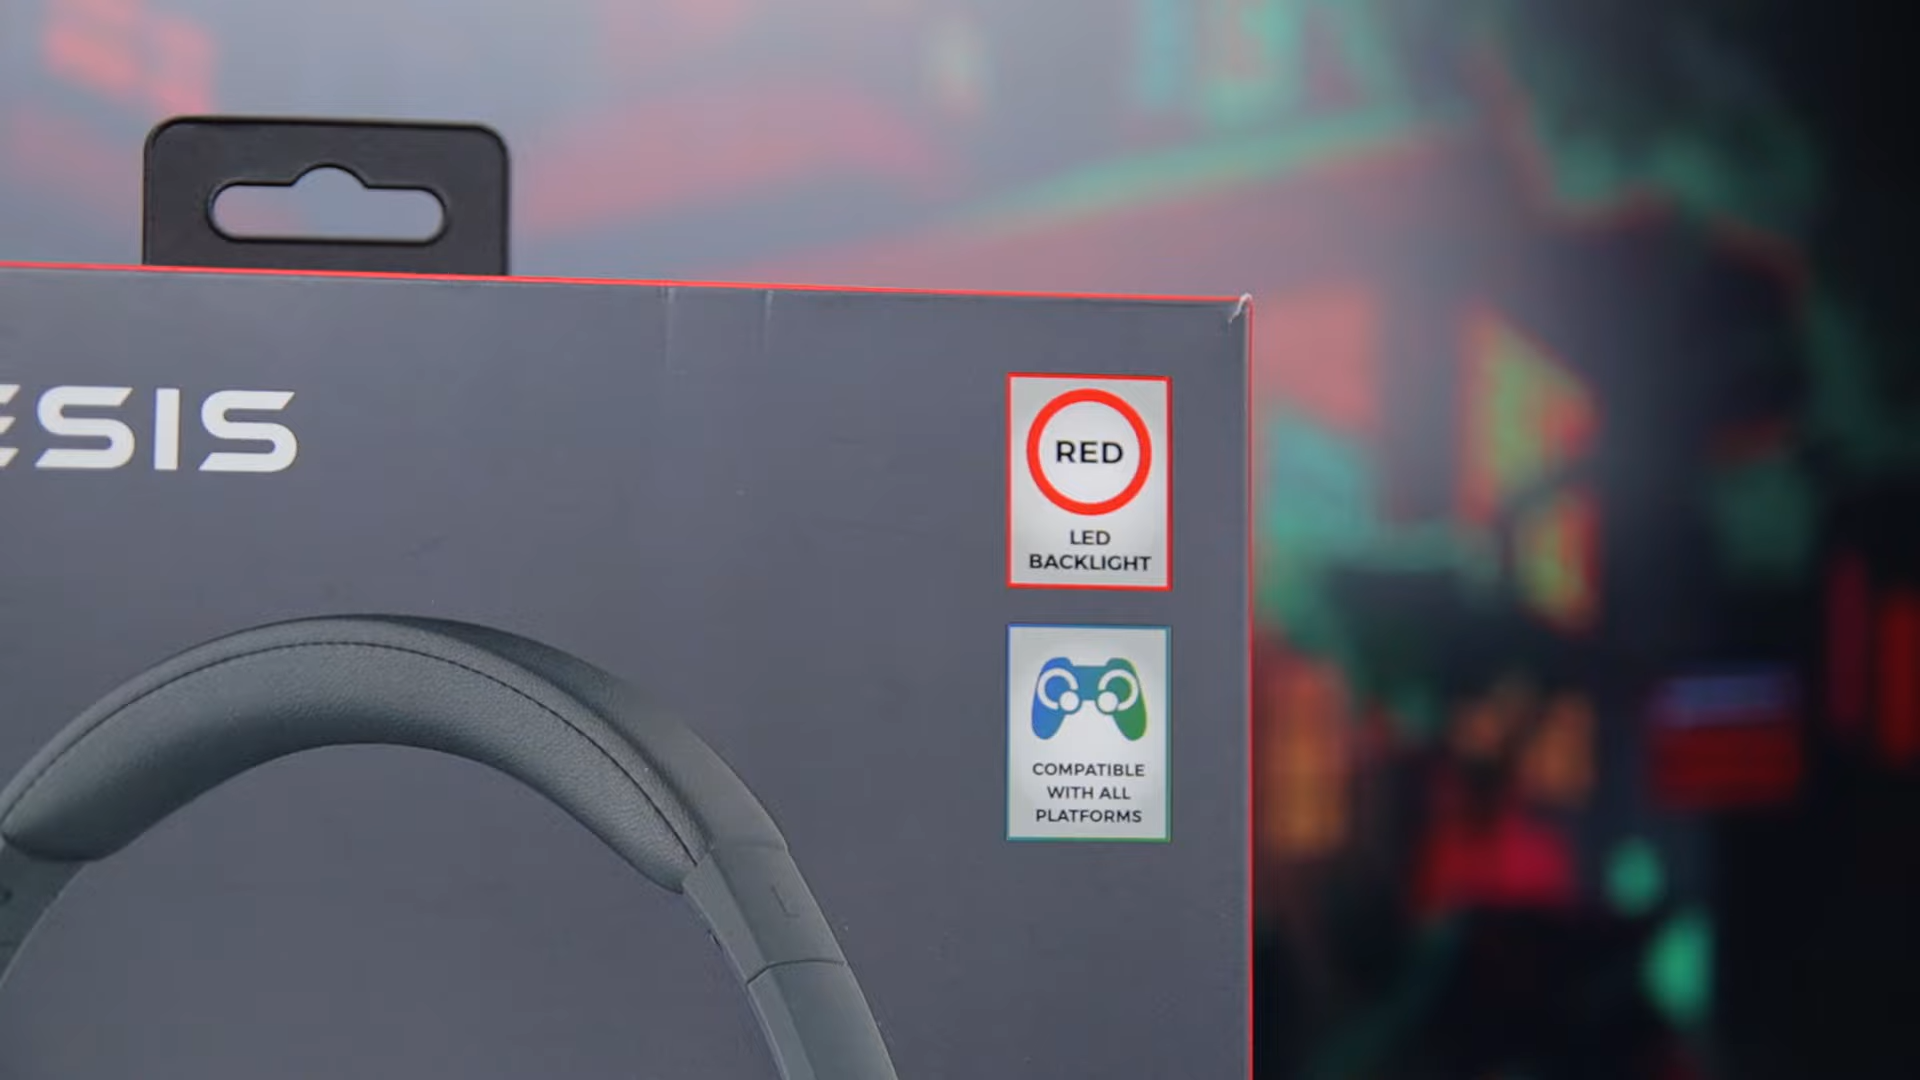 ESIS
RED
LED
BACKLIGHT
COMPATIBLE
WITH ALL
PLATFORMS